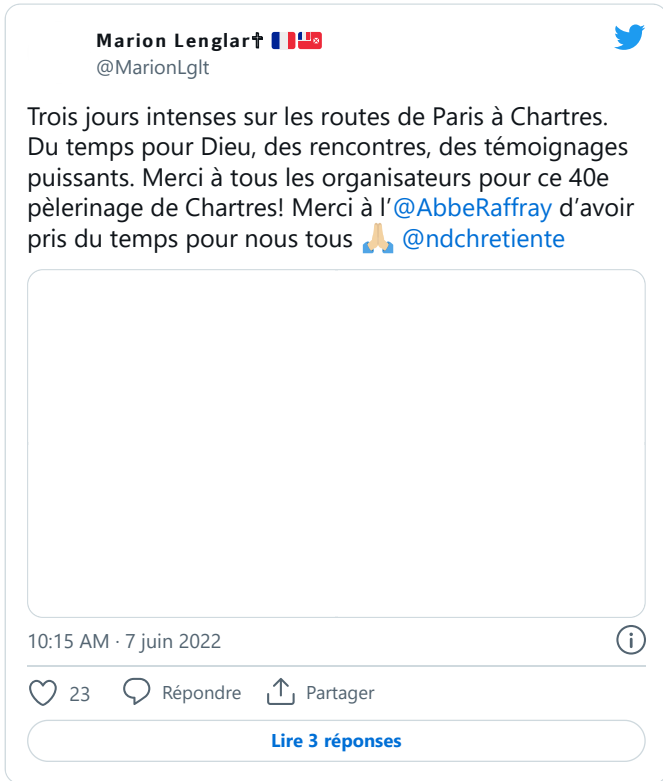 Marion Lenglar✝ 🇫🇷
@MarionLglt
Trois jours intenses sur les routes de Paris à Chartres.
Du temps pour Dieu, des rencontres, des témoignages
puissants. Merci à tous les organisateurs pour ce 40e
pèlerinage de Chartres! Merci à l’@AbbeRaffray d’avoir
pris du temps pour nous tous 🙏🏼 @ndchretiente
10:15 AM · 7 juin 2022
23 Répondre Partager
Lire 3 réponses